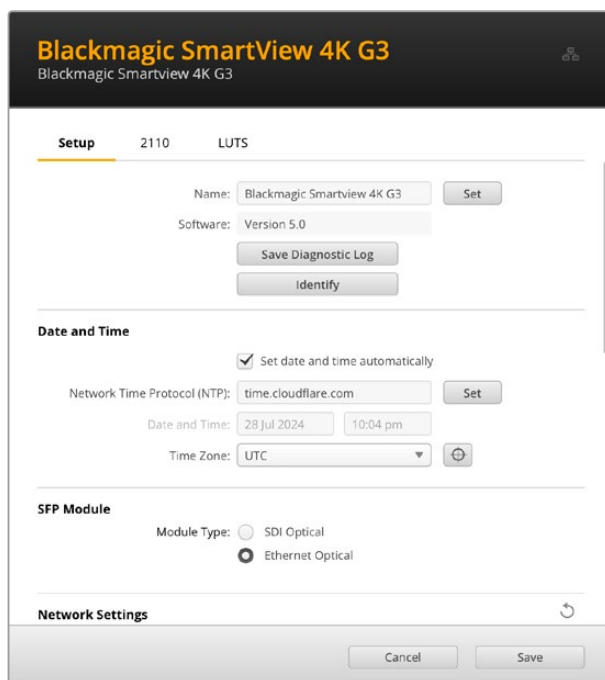 Blackmagic SmartView 4K G3
Blackmagic Smartview 4K G3
Setup 2110 LUTS
Name: Blackmagic Smartview 4K G3 Set
Software: Version 5.0
Save Diagnostic Log
Identify
Date and Time
Set date and time automatically
Network Time Protocol (NTP): time.cloudflare.com Set
Date and Time: 28 Jul 2024 10:04 pm
Time Zone: UTC
SFP Module
Module Type: SDI Optical
Ethernet Optical
Network Settings
Cancel Save